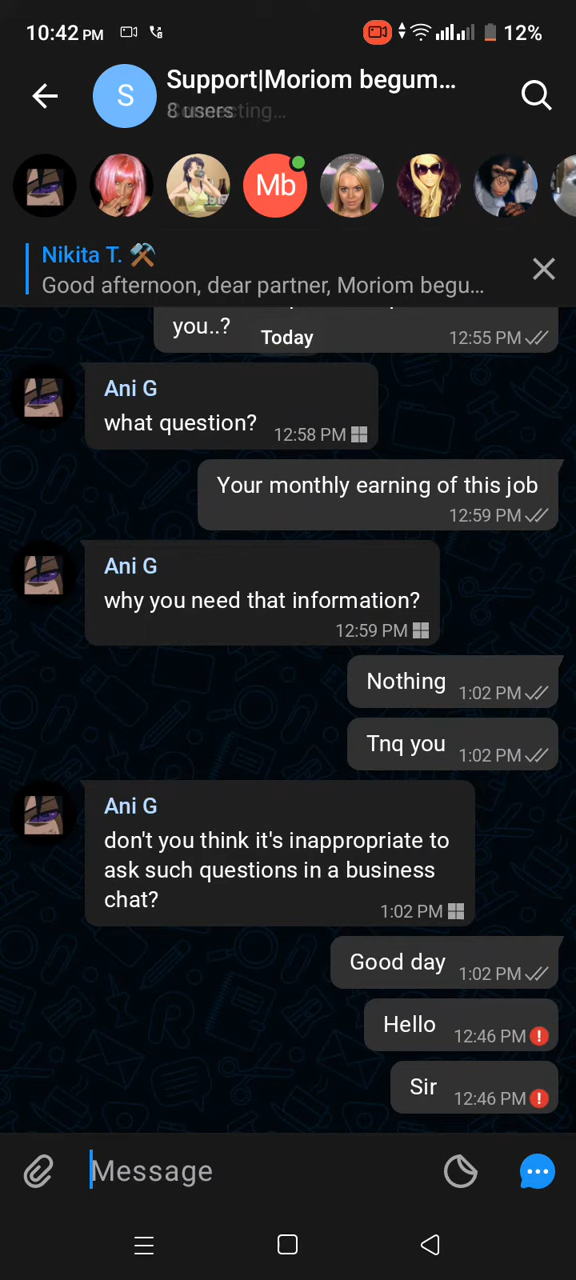 10:42 PM
12%
S
Support|Moriom begum...
8 users
Mb
Nikita T. ⚒️
Good afternoon, dear partner, Moriom begu...
you..?
12:55 PM
Today
Ani G
what question?
12:58 PM
Your monthly earning of this job
12:59 PM
Ani G
why you need that information?
12:59 PM
Nothing
1:02 PM
Tnq you
1:02 PM
Ani G
don't you think it's inappropriate to
ask such questions in a business
chat?
1:02 PM
Good day
1:02 PM
Hello
12:46 PM
Sir
12:46 PM
Message